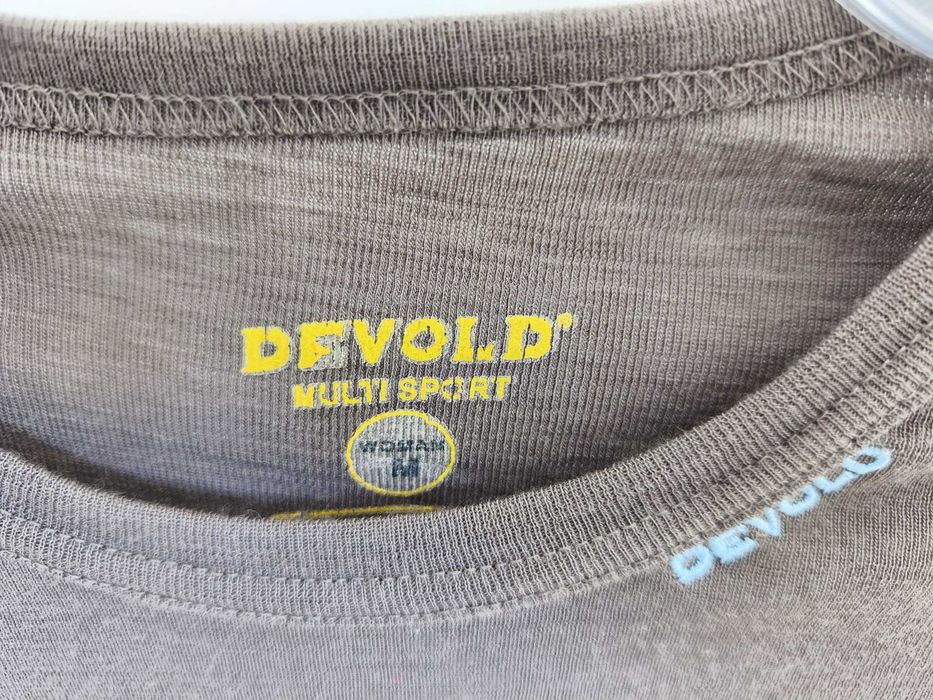 DEVOLD®
MULTI SPORT
WOMAN
M
DEVOLD